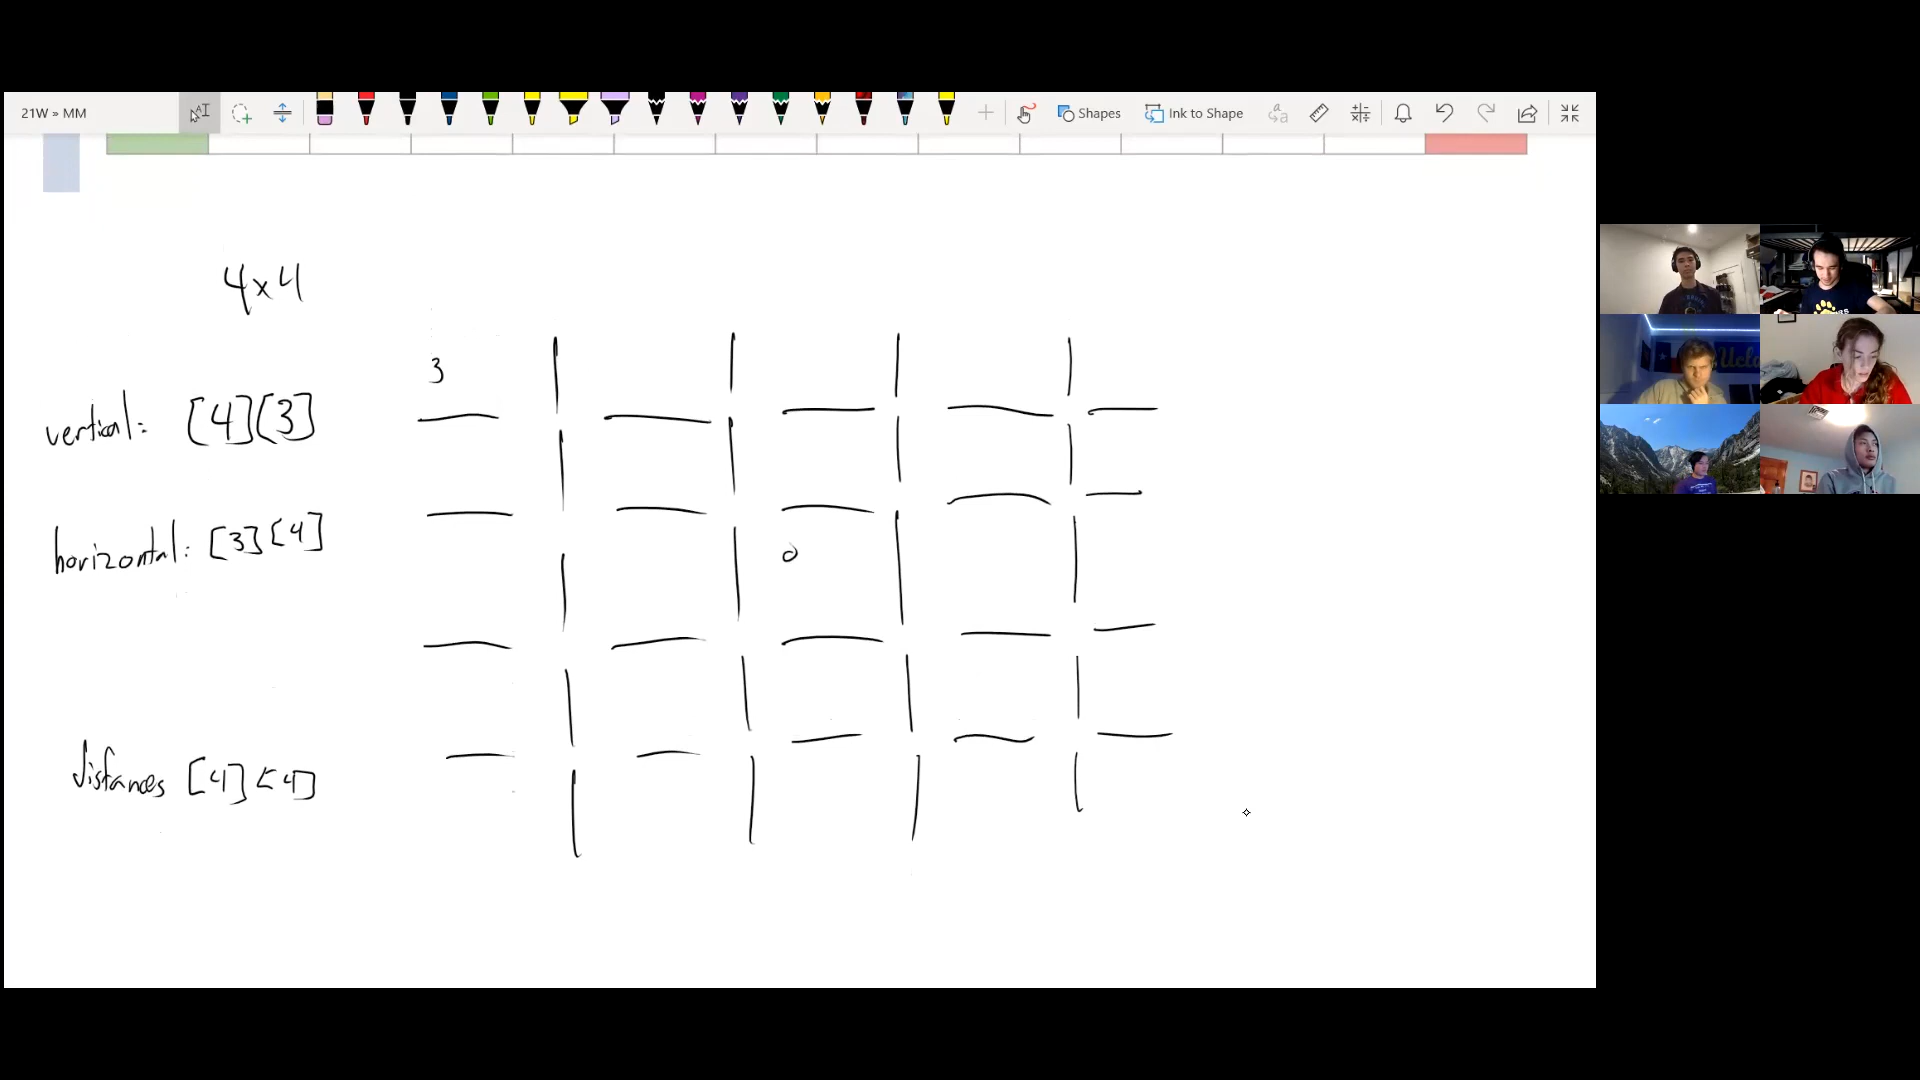 21W » MM
Shapes
Ink to Shape
4x4
3
vertical: [4][3]
horizontal: [3][4]
0
distances [4][4]